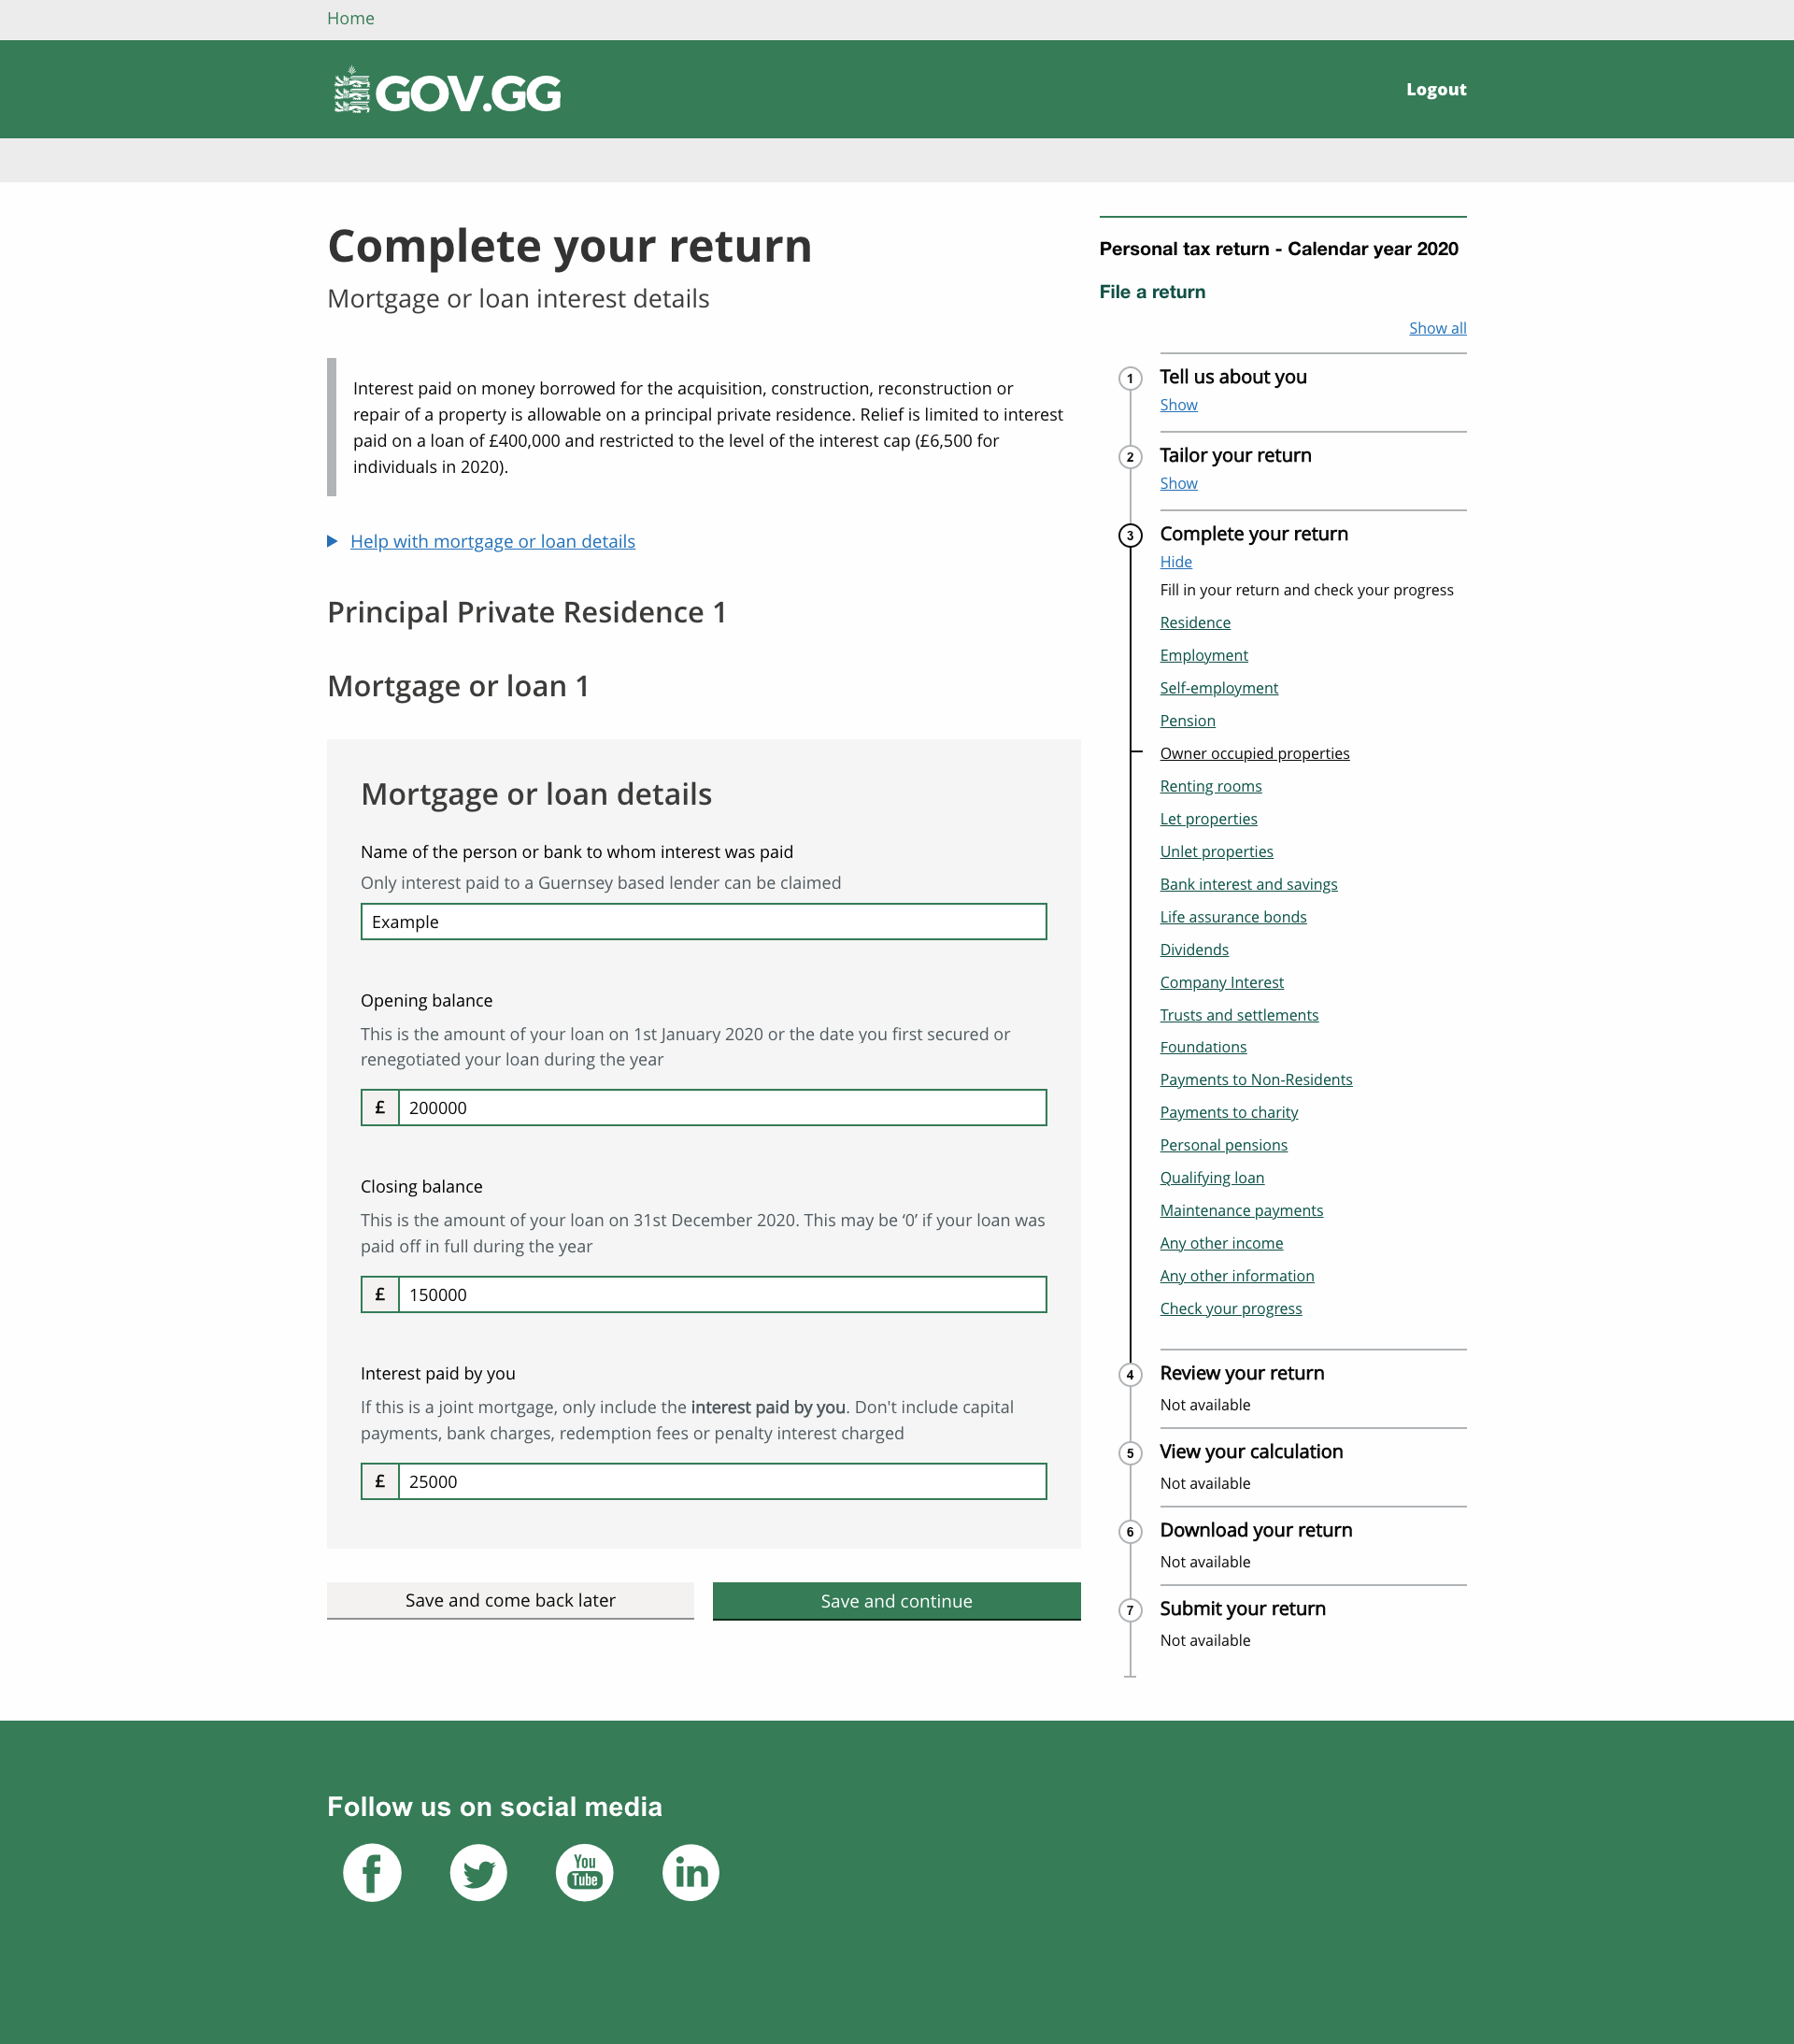 Home
GOV.GG
Logout
Complete your return
Mortgage or loan interest details
Interest paid on money borrowed for the acquisition, construction, reconstruction or
repair of a property is allowable on a principal private residence. Relief is limited to interest
paid on a loan of £400,000 and restricted to the level of the interest cap (£6,500 for
individuals in 2020).
Help with mortgage or loan details
Principal Private Residence 1
Mortgage or loan 1
Mortgage or loan details
Name of the person or bank to whom interest was paid
Only interest paid to a Guernsey based lender can be claimed
Example
Opening balance
This is the amount of your loan on 1st January 2020 or the date you first secured or
renegotiated your loan during the year
£ 200000
Closing balance
This is the amount of your loan on 31st December 2020. This may be ‘0’ if your loan was
paid off in full during the year
£ 150000
Interest paid by you
If this is a joint mortgage, only include the interest paid by you. Don't include capital
payments, bank charges, redemption fees or penalty interest charged
£ 25000
Save and come back later
Save and continue
Personal tax return - Calendar year 2020
File a return
Show all
1 Tell us about you
Show
2 Tailor your return
Show
3 Complete your return
Hide
Fill in your return and check your progress
Residence
Employment
Self-employment
Pension
Owner occupied properties
Renting rooms
Let properties
Unlet properties
Bank interest and savings
Life assurance bonds
Dividends
Company Interest
Trusts and settlements
Foundations
Payments to Non-Residents
Payments to charity
Personal pensions
Qualifying loan
Maintenance payments
Any other income
Any other information
Check your progress
4 Review your return
Not available
5 View your calculation
Not available
6 Download your return
Not available
7 Submit your return
Not available
Follow us on social media
f
You
Tube
in